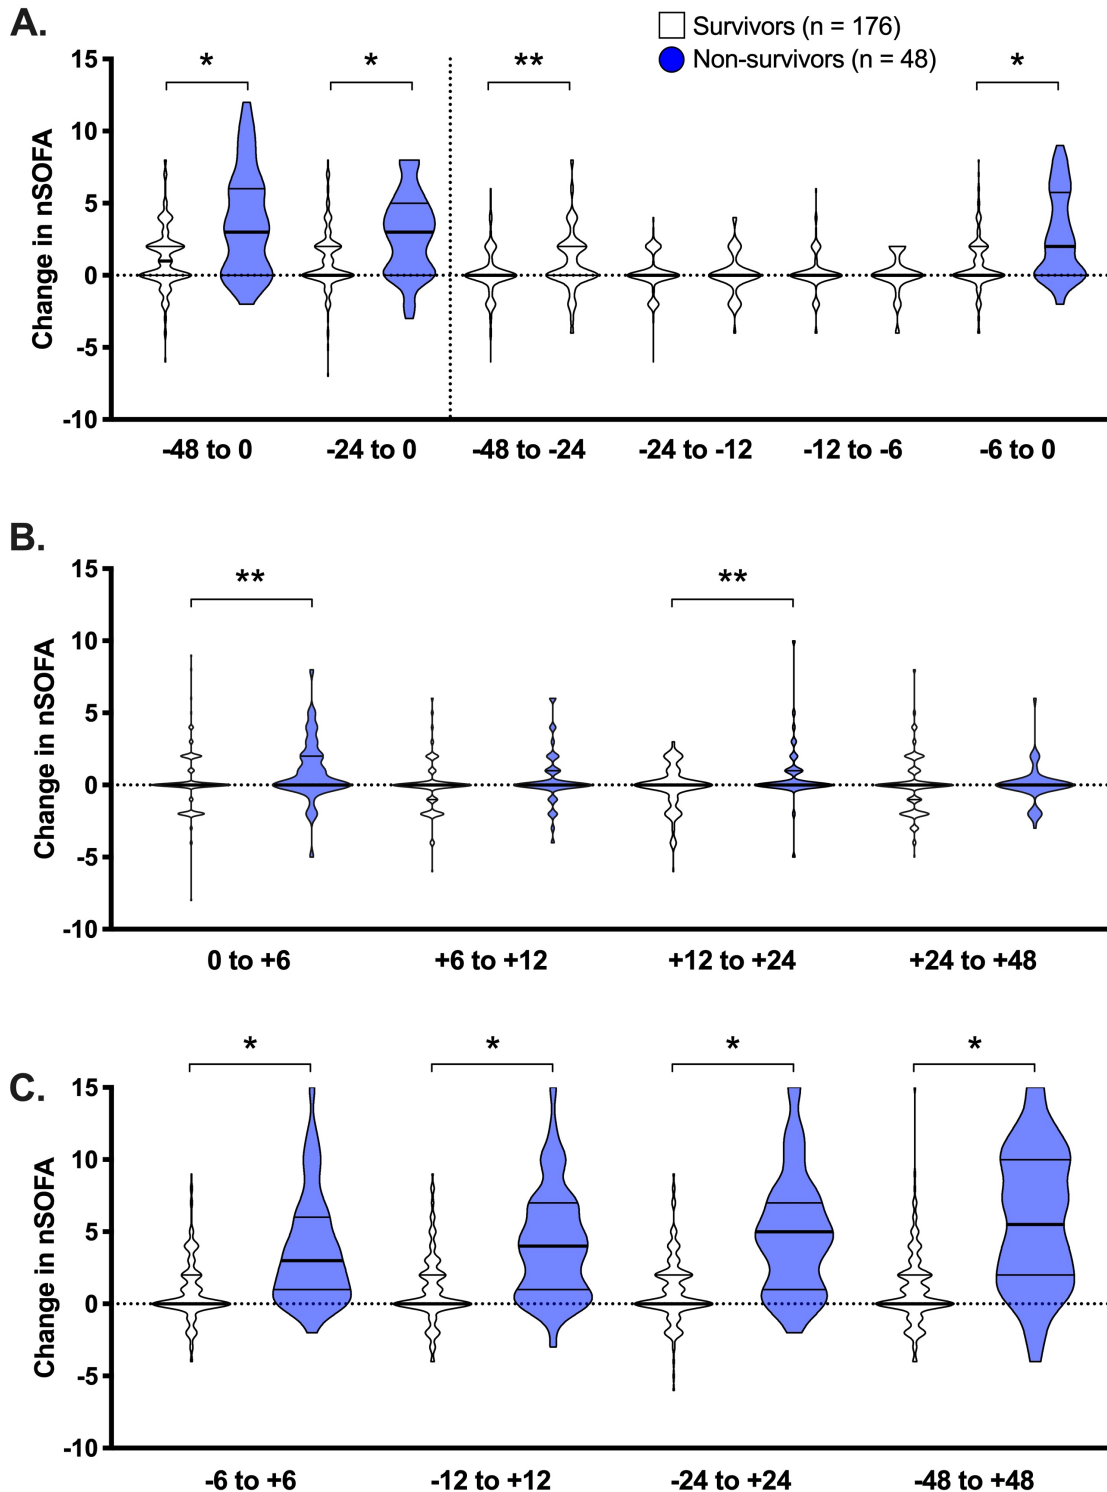 A.
Survivors (n = 176)
Non-survivors (n = 48)
* * ** *
Change in nSOFA
15
10
5
0
-5
-10
-48 to 0 -24 to 0 -48 to -24 -24 to -12 -12 to -6 -6 to 0
B.
** **
Change in nSOFA
15
10
5
0
-5
-10
0 to +6 +6 to +12 +12 to +24 +24 to +48
C.
* * * *
Change in nSOFA
15
10
5
0
-5
-10
-6 to +6 -12 to +12 -24 to +24 -48 to +48